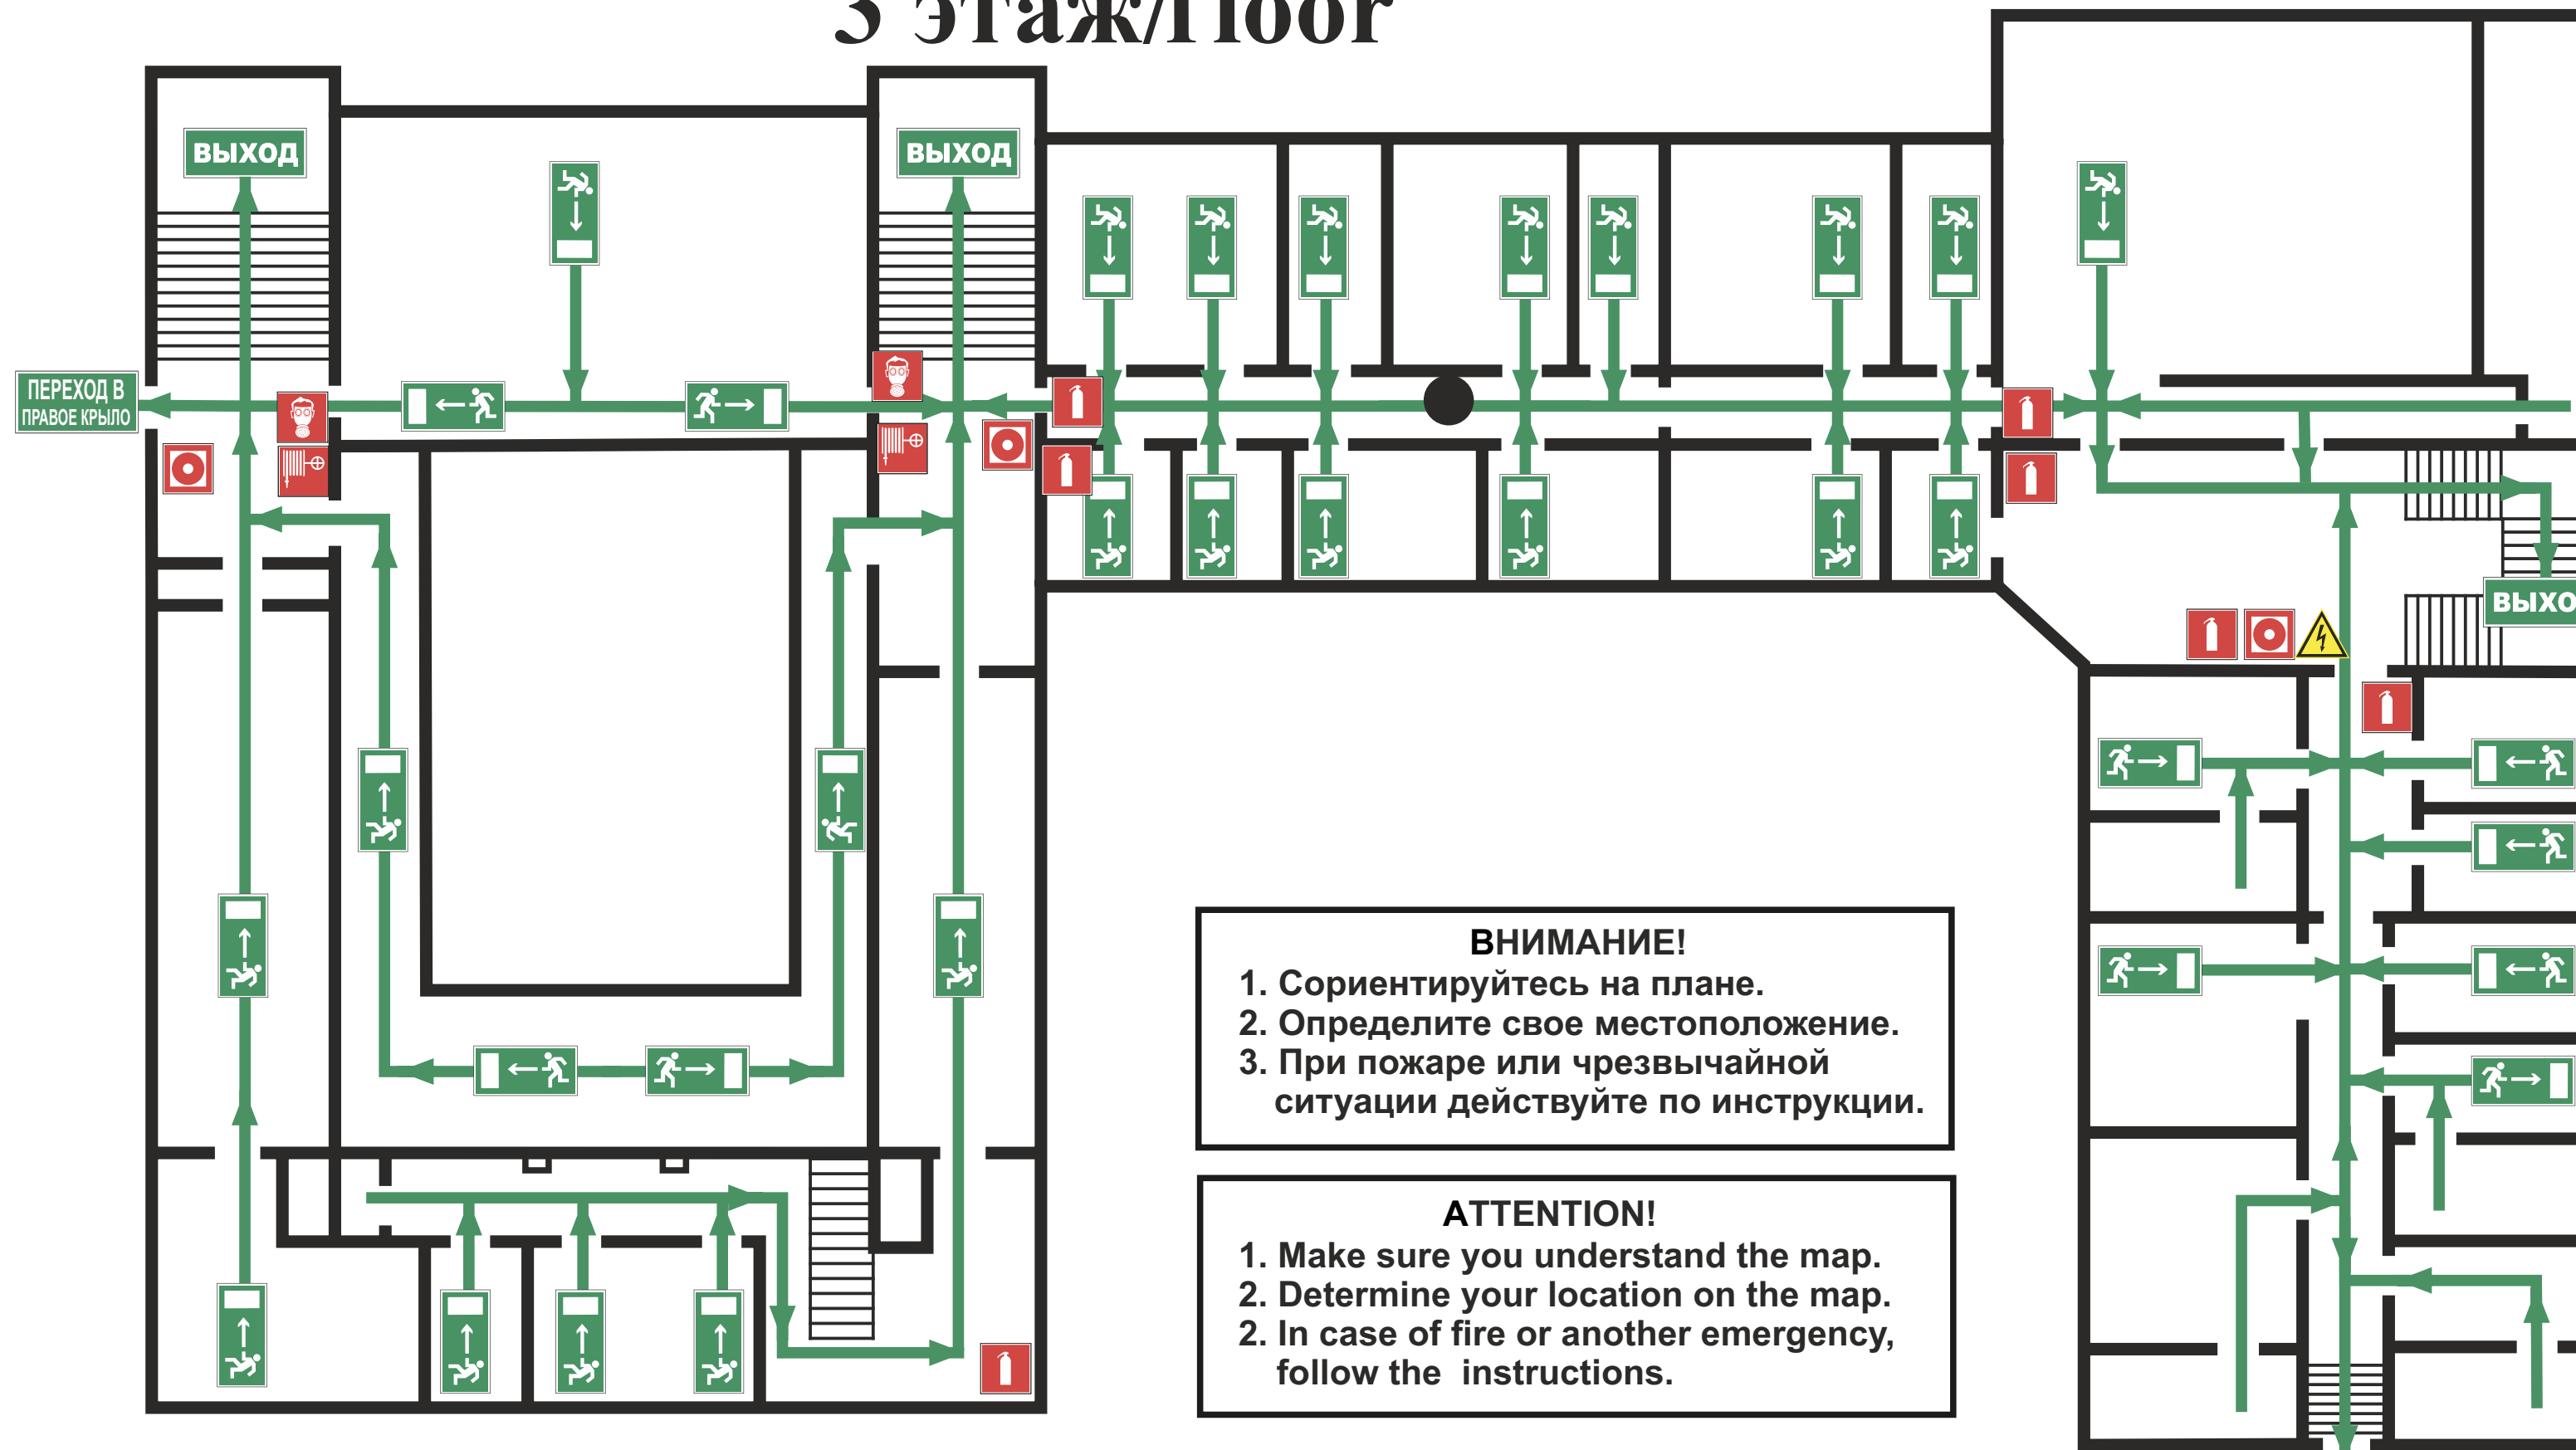 3 этаж/Floor
ВЫХОД
ВЫХОД
ПЕРЕХОД В
ПРАВОЕ КРЫЛО
ВЫХО
ВНИМАНИЕ!
1. Сориентируйтесь на плане.
2. Определите свое местоположение.
3. При пожаре или чрезвычайной
ситуации действуйте по инструкции.
ATTENTION!
1. Make sure you understand the map.
2. Determine your location on the map.
2. In case of fire or another emergency,
follow the instructions.